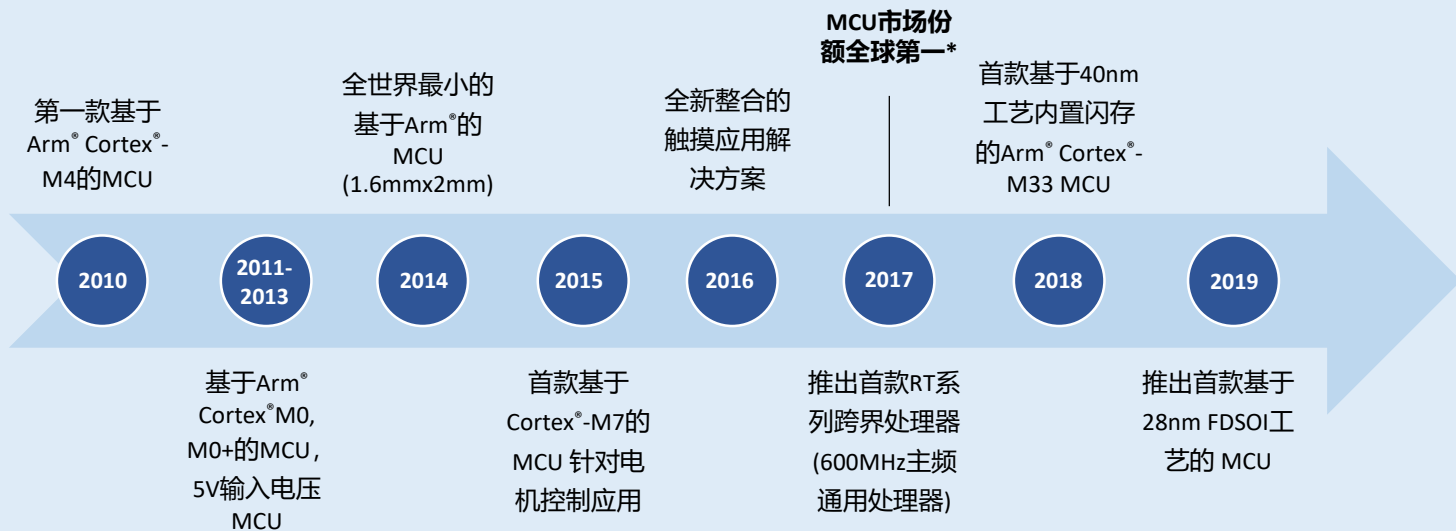 MCU市场份
额全球第一*
第一款基于
Arm® Cortex®-
M4的MCU
全世界最小的
基于Arm®的
MCU
(1.6mmx2mm)
全新整合的
触摸应用解
决方案
首款基于40nm
工艺内置闪存
的Arm® Cortex®-
M33 MCU
2010
2011-
2013
2014
2015
2016
2017
2018
2019
基于Arm®
Cortex®M0,
M0+的MCU，
5V输入电压
MCU
首款基于
Cortex®-M7的
MCU 针对电
机控制应用
推出首款RT系
列跨界处理器
(600MHz主频
通用处理器)
推出首款基于
28nm FDSOI工
艺的 MCU